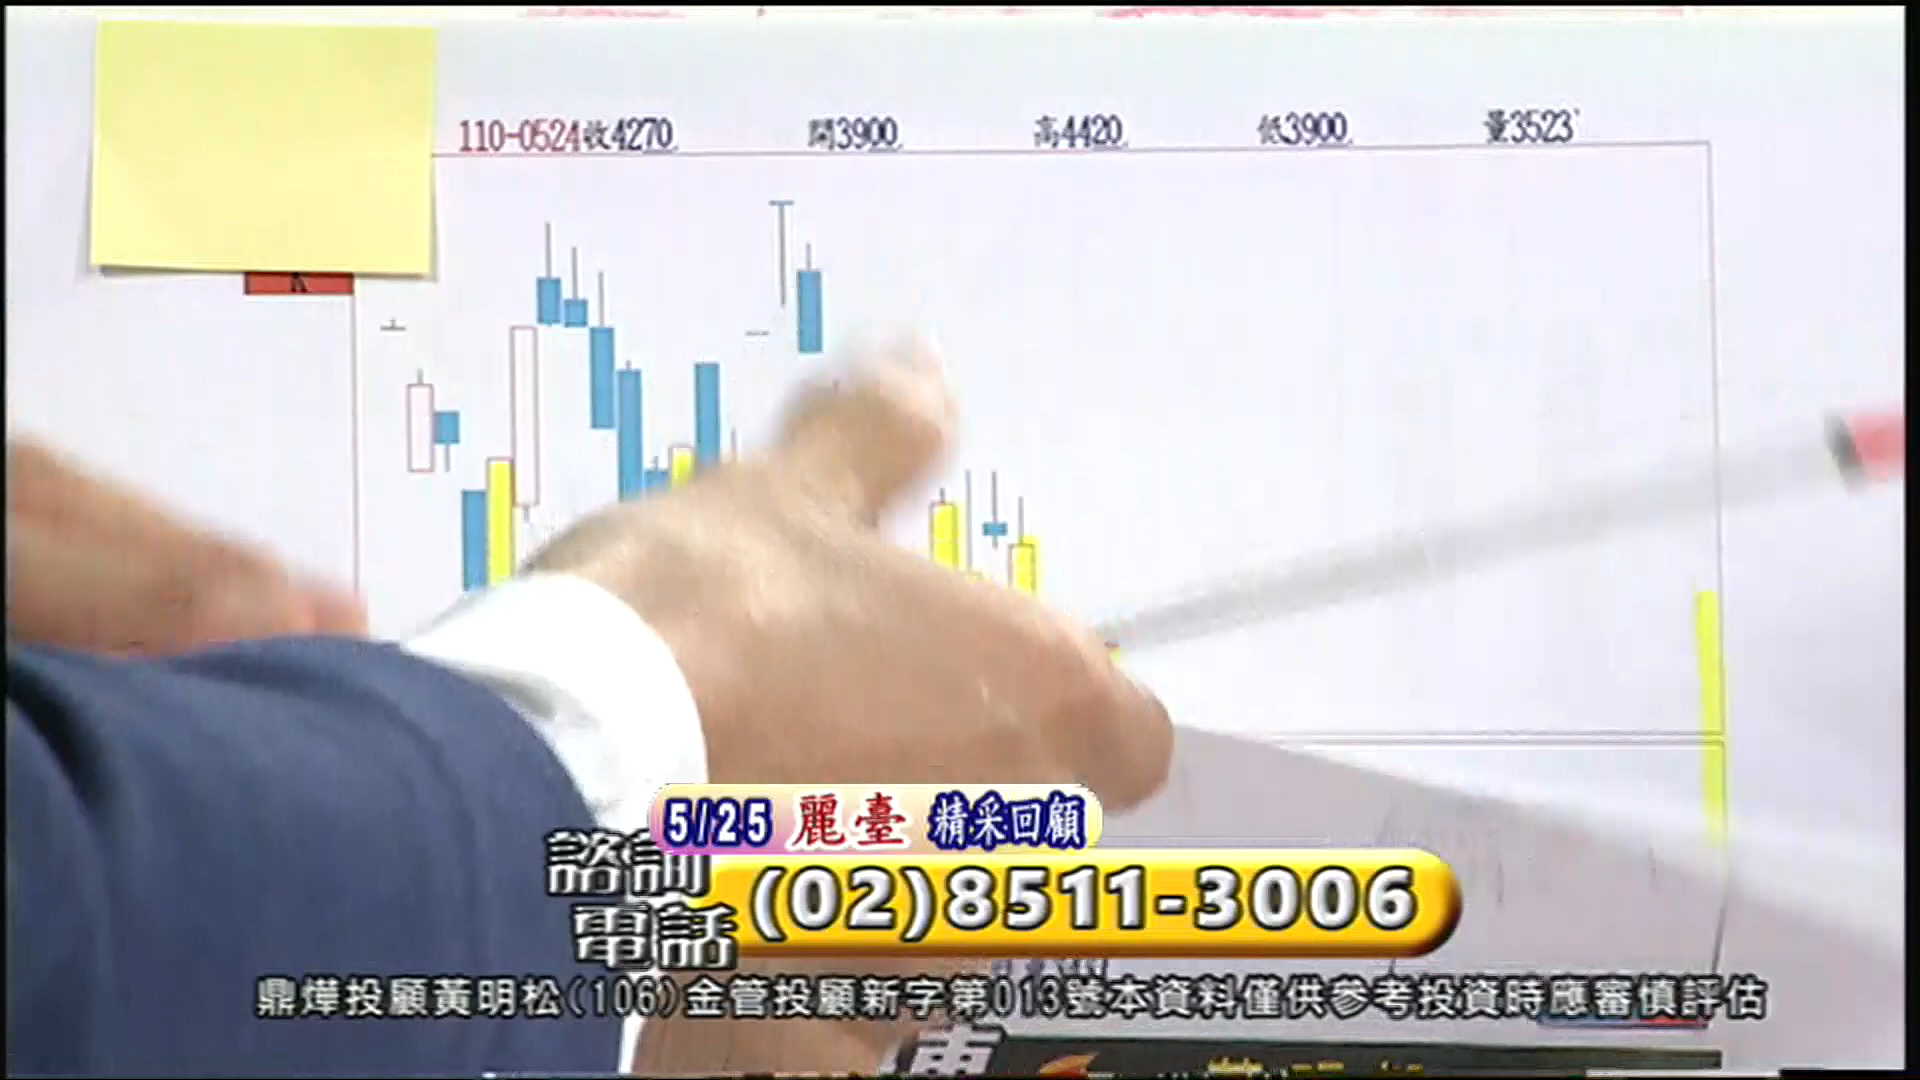 110-0524收4270 開3900 高4420 低3900 量3523
5/25 麗臺 精采回顧
諮詢電話
(02)8511-3006
鼎燁投顧黃明松(106)金管投顧新字第013號本資料僅供參考投資時應審慎評估